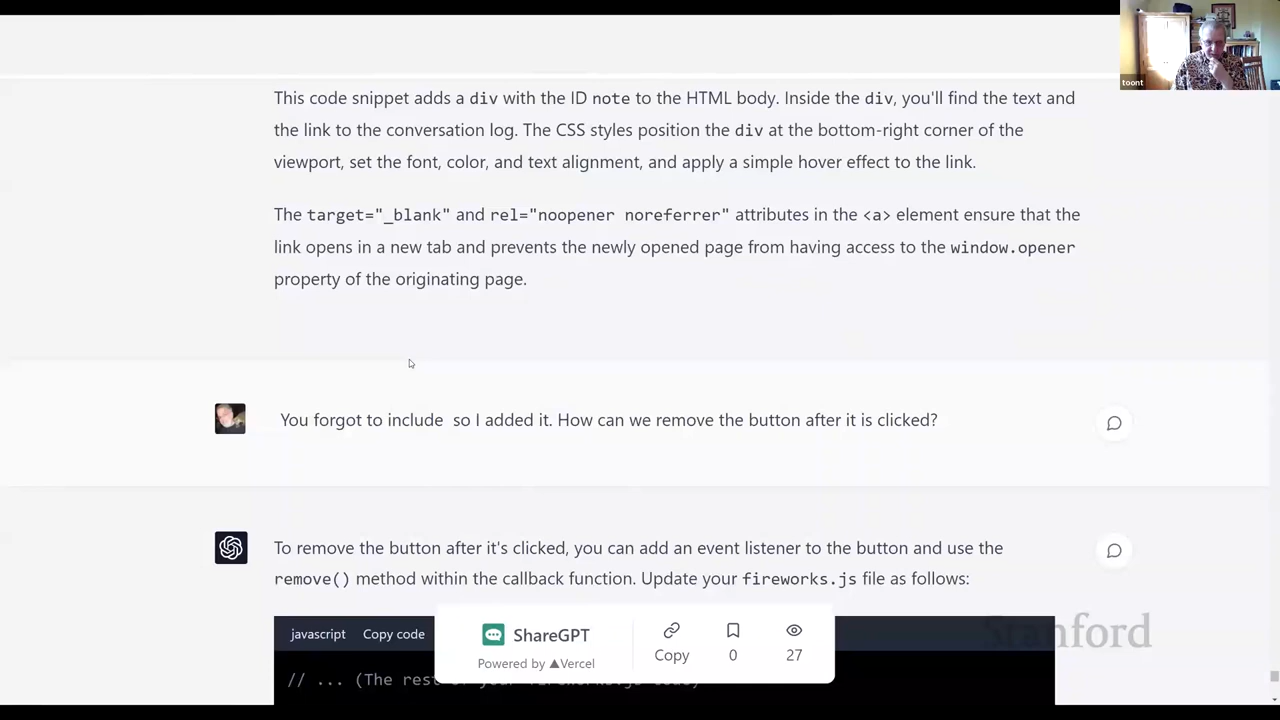 toont
This code snippet adds a div with the ID note to the HTML body. Inside the div, you'll find the text and
the link to the conversation log. The CSS styles position the div at the bottom-right corner of the
viewport, set the font, color, and text alignment, and apply a simple hover effect to the link.
The target="_blank" and rel="noopener noreferrer" attributes in the <a> element ensure that the
link opens in a new tab and prevents the newly opened page from having access to the window.opener
property of the originating page.
You forgot to include  so I added it. How can we remove the button after it is clicked?
To remove the button after it's clicked, you can add an event listener to the button and use the
remove() method within the callback function. Update your fireworks.js file as follows:
javascript Copy code
ShareGPT
Powered by ▲Vercel
Copy 0 27
Stanford
// ... (The rest of your fireworks.js code)